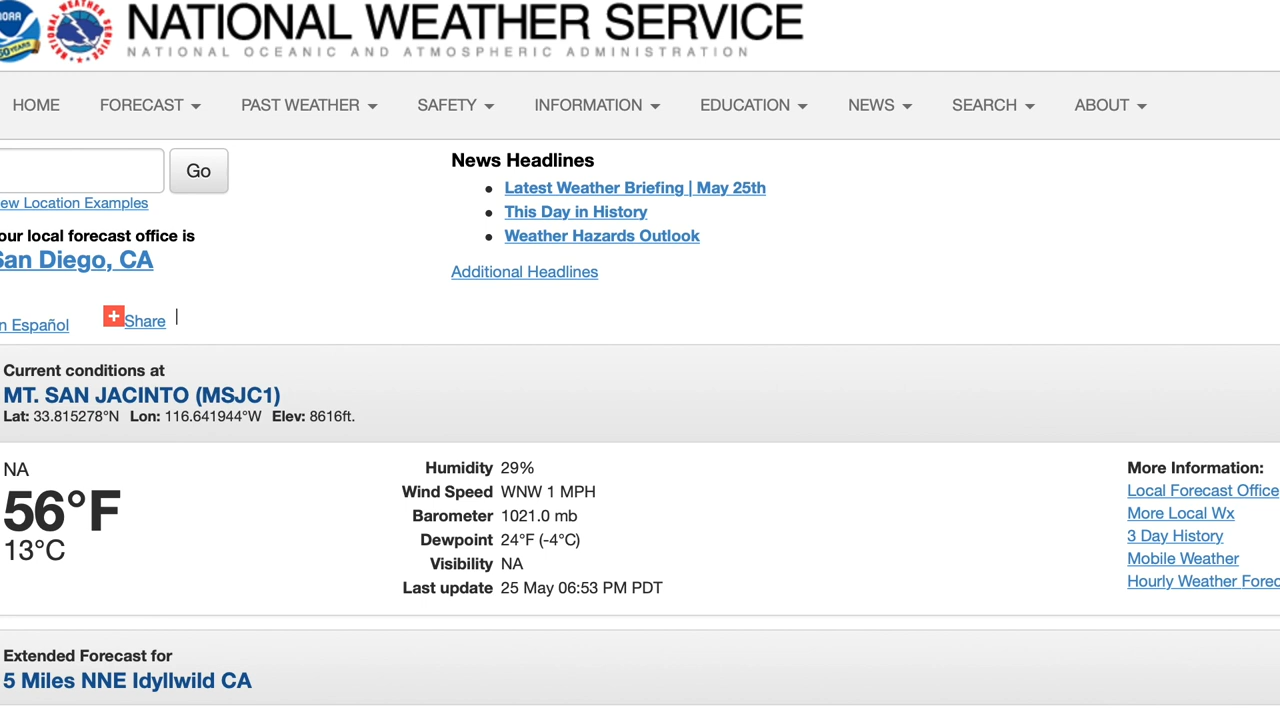 NOAA
50 YEARS
NATIONAL WEATHER SERVICE
NATIONAL OCEANIC AND ATMOSPHERIC ADMINISTRATION
HOME FORECAST PAST WEATHER SAFETY INFORMATION EDUCATION NEWS SEARCH ABOUT
Go
ew Location Examples
our local forecast office is
San Diego, CA
n Español
Share |
News Headlines
Latest Weather Briefing | May 25th
This Day in History
Weather Hazards Outlook
Additional Headlines
Current conditions at
MT. SAN JACINTO (MSJC1)
Lat: 33.815278°N Lon: 116.641944°W Elev: 8616ft.
NA
56°F
13°C
Humidity 29%
Wind Speed WNW 1 MPH
Barometer 1021.0 mb
Dewpoint 24°F (-4°C)
Visibility NA
Last update 25 May 06:53 PM PDT
More Information:
Local Forecast Office
More Local Wx
3 Day History
Mobile Weather
Hourly Weather Forec
Extended Forecast for
5 Miles NNE Idyllwild CA